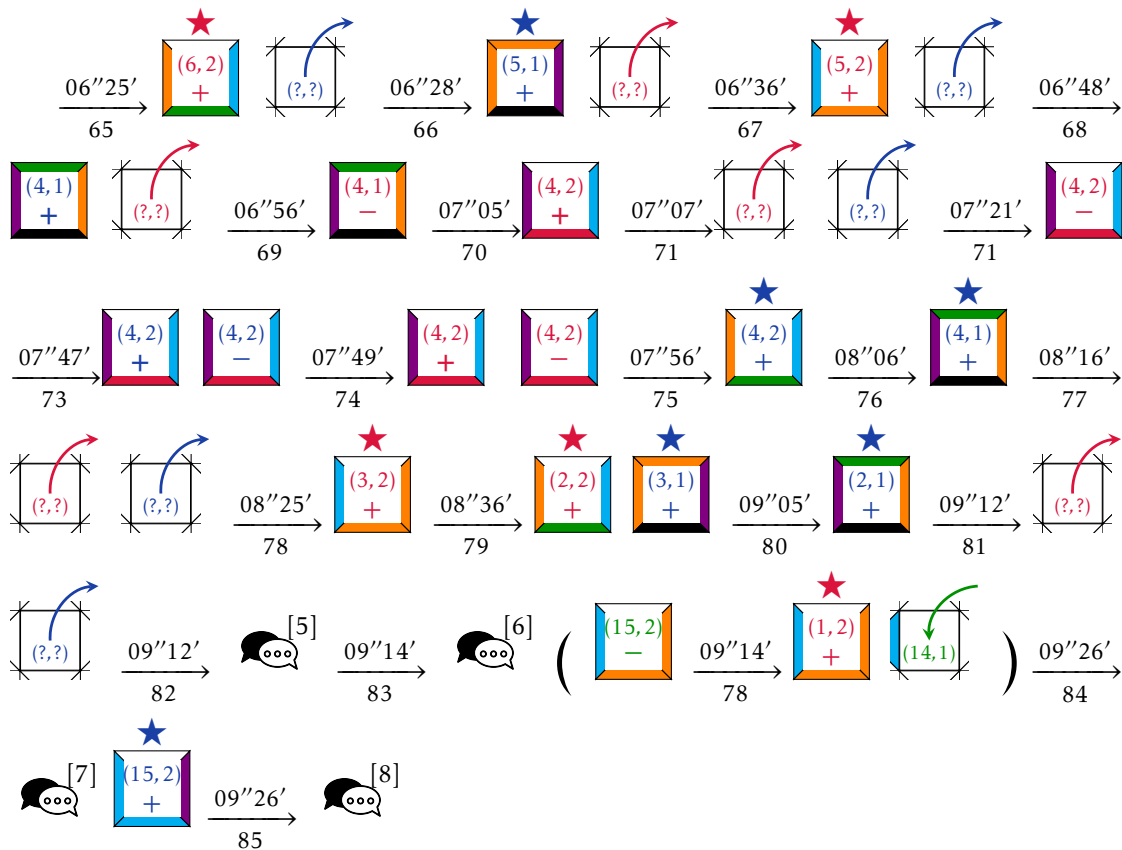 06′′25′ 65 (6, 2) + (?,?) 06′′28′ 66 (5, 1) + (?,?) 06′′36′ 67 (5, 2) + (?,?) 06′′48′ 68
(4, 1) + (?,?) 06′′56′ 69 (4, 1) − 07′′05′ 70 (4, 2) + 07′′07′ 71 (?,?) (?,?) 07′′21′ 71 (4, 2) −
07′′47′ 73 (4, 2) + (4, 2) − 07′′49′ 74 (4, 2) + (4, 2) − 07′′56′ 75 (4, 2) + 08′′06′ 76 (4, 1) + 08′′16′ 77
(?,?) (?,?) 08′′25′ 78 (3, 2) + 08′′36′ 79 (2, 2) + (3, 1) + 09′′05′ 80 (2, 1) + 09′′12′ 81 (?,?)
(?,?) 09′′12′ 82 [5] 09′′14′ 83 [6] ( (15, 2) − 09′′14′ 78 (1, 2) + (14, 1) ) 09′′26′ 84
[7] (15, 2) + 09′′26′ 85 [8]